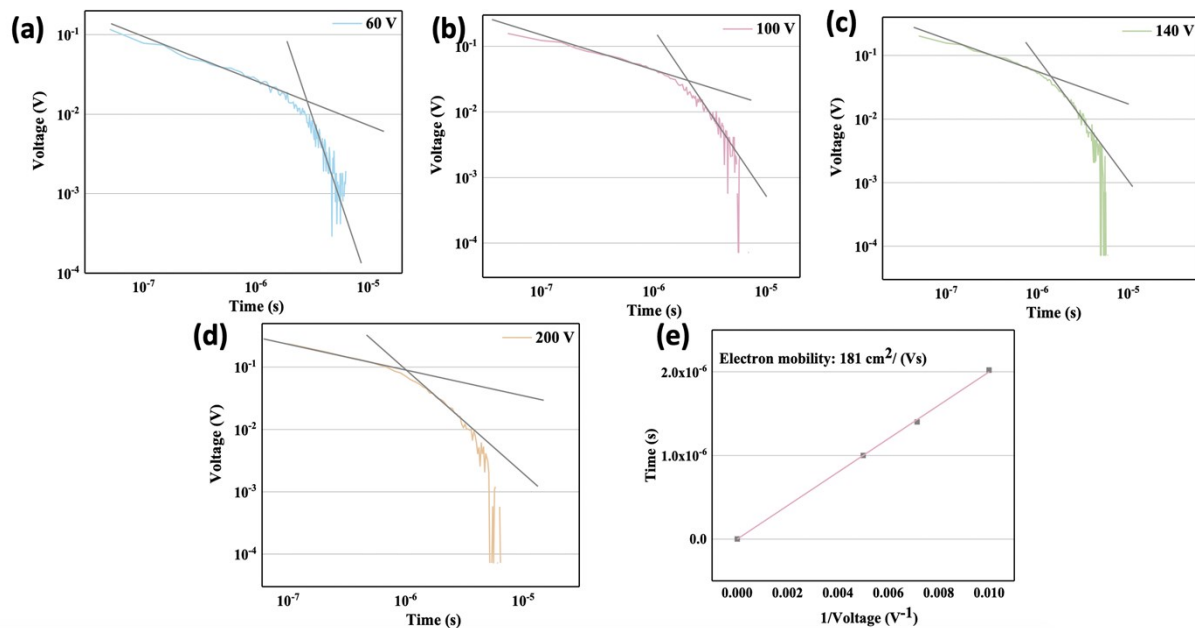 (a)
60 V
10⁻¹
10⁻²
10⁻³
10⁻⁴
Voltage (V)
10⁻⁷
10⁻⁶
10⁻⁵
Time (s)
(b)
100 V
10⁻¹
10⁻²
10⁻³
10⁻⁴
Voltage (V)
10⁻⁷
10⁻⁶
10⁻⁵
Time (s)
(c)
140 V
10⁻¹
10⁻²
10⁻³
10⁻⁴
Voltage (V)
10⁻⁷
10⁻⁶
10⁻⁵
Time (s)
(d)
200 V
10⁻¹
10⁻²
10⁻³
10⁻⁴
Voltage (V)
10⁻⁷
10⁻⁶
10⁻⁵
Time (s)
(e)
Electron mobility: 181 cm²/ (Vs)
2.0x10⁻⁶
1.0x10⁻⁶
0.0
Time (s)
0.000
0.002
0.004
0.006
0.008
0.010
1/Voltage (V⁻¹)